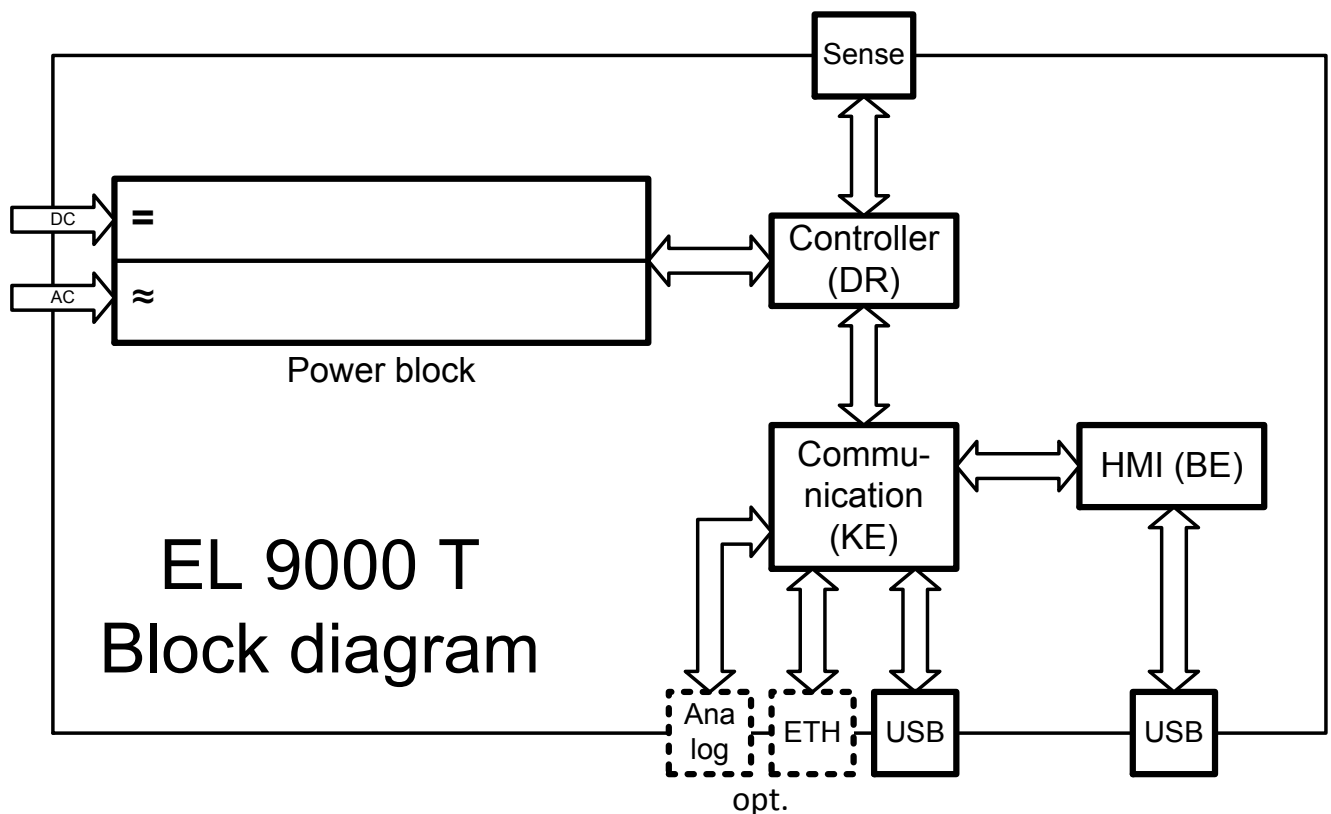 Sense
DC
=
Controller
(DR)
AC
≈
Power block
Commu-
nication
(KE)
HMI (BE)
EL 9000 T
Block diagram
Ana
log
ETH
USB
USB
opt.